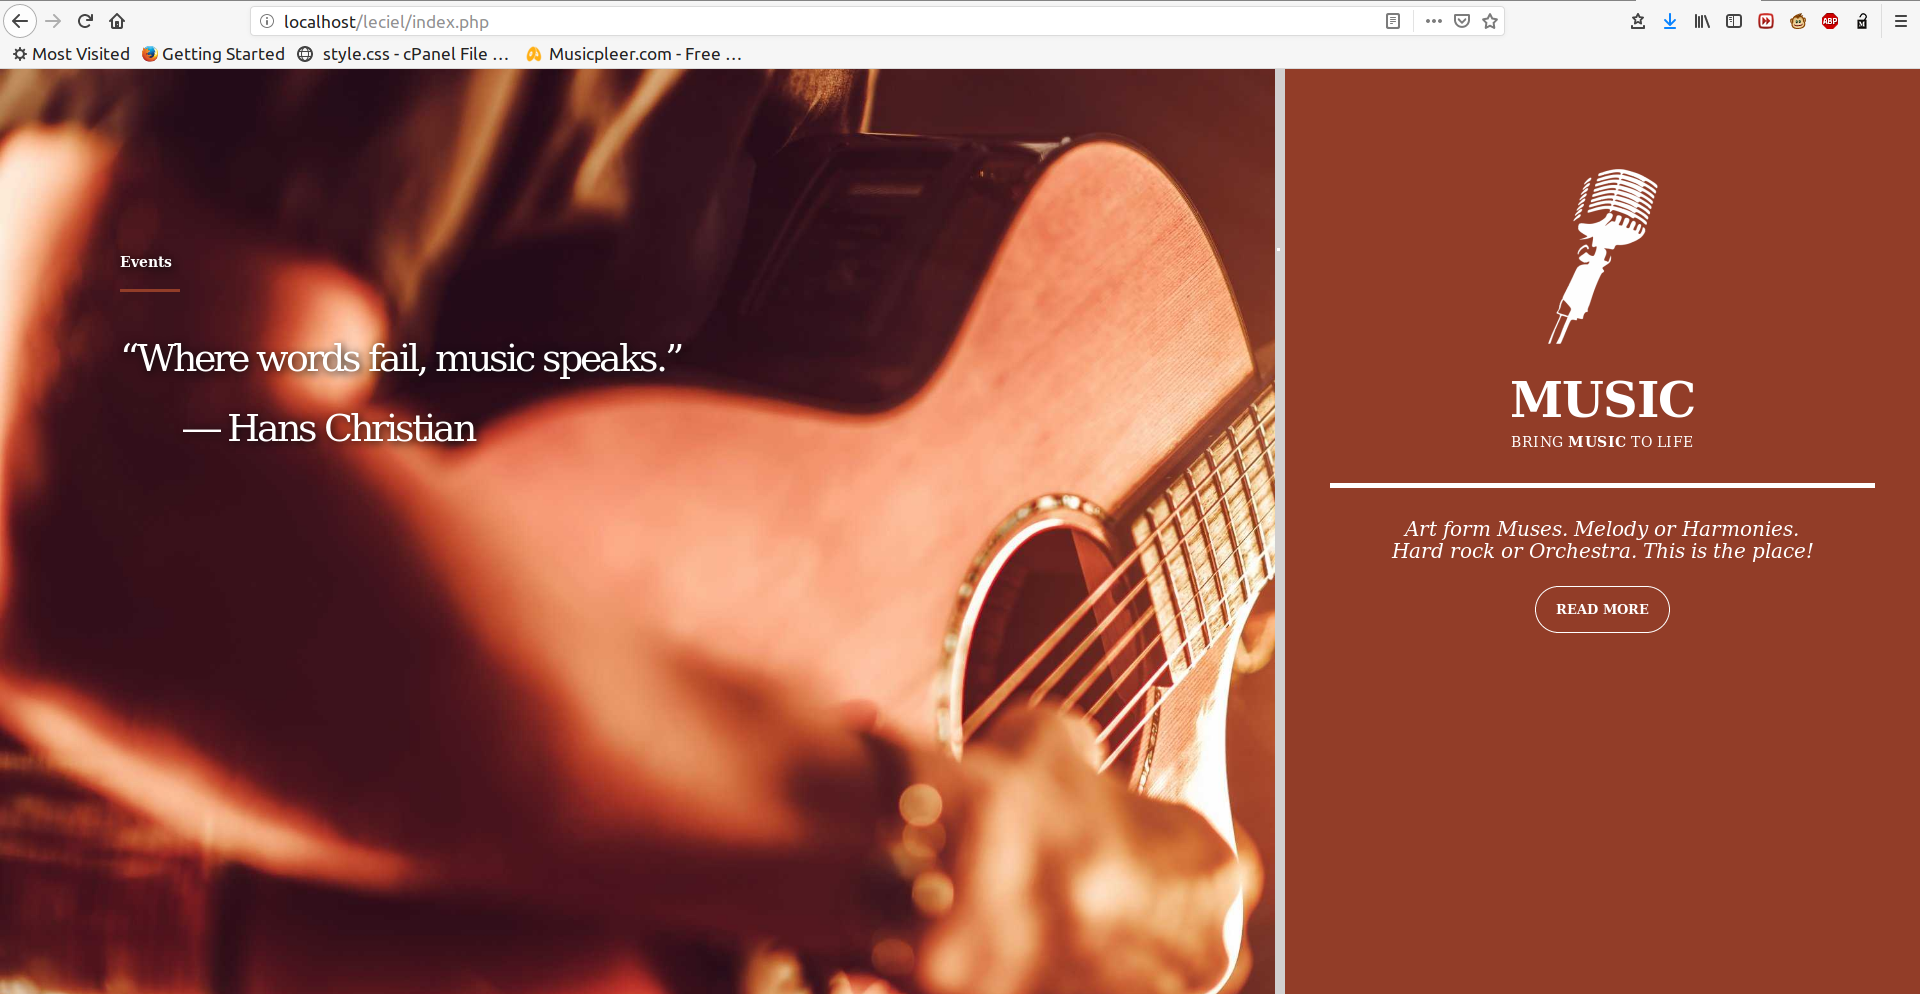 localhost/leciel/index.php
Most Visited
Getting Started
style.css - cPanel File …
Musicpleer.com - Free …
ABP
Events
“Where words fail, music speaks.”
— Hans Christian
MUSIC
BRING MUSIC TO LIFE
Art form Muses. Melody or Harmonies.
Hard rock or Orchestra. This is the place!
READ MORE